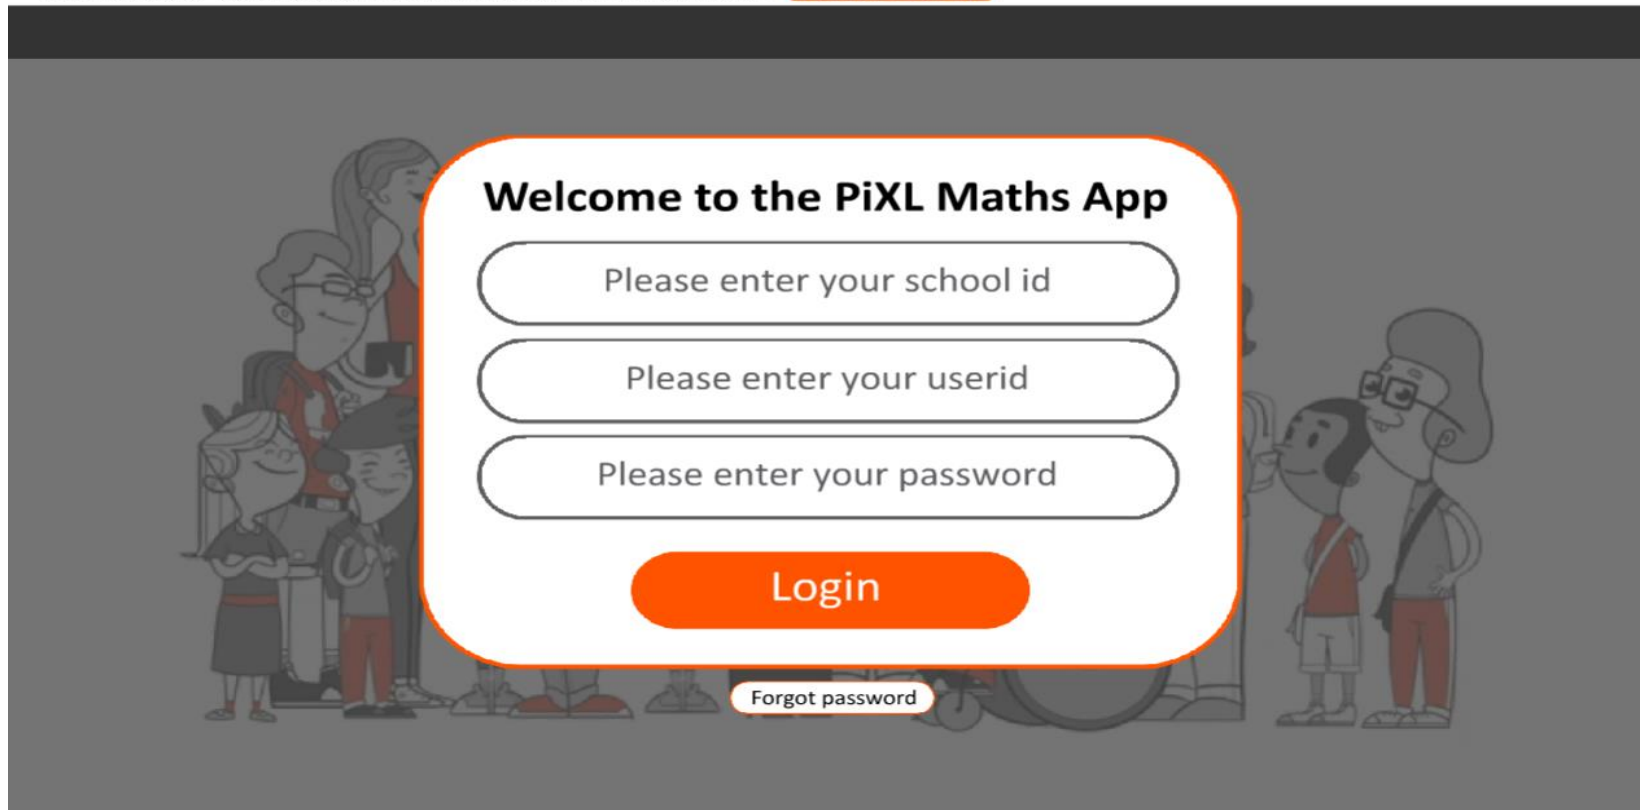 Welcome to the PiXL Maths App
Please enter your school id
Please enter your userid
Please enter your password
Login
Forgot password